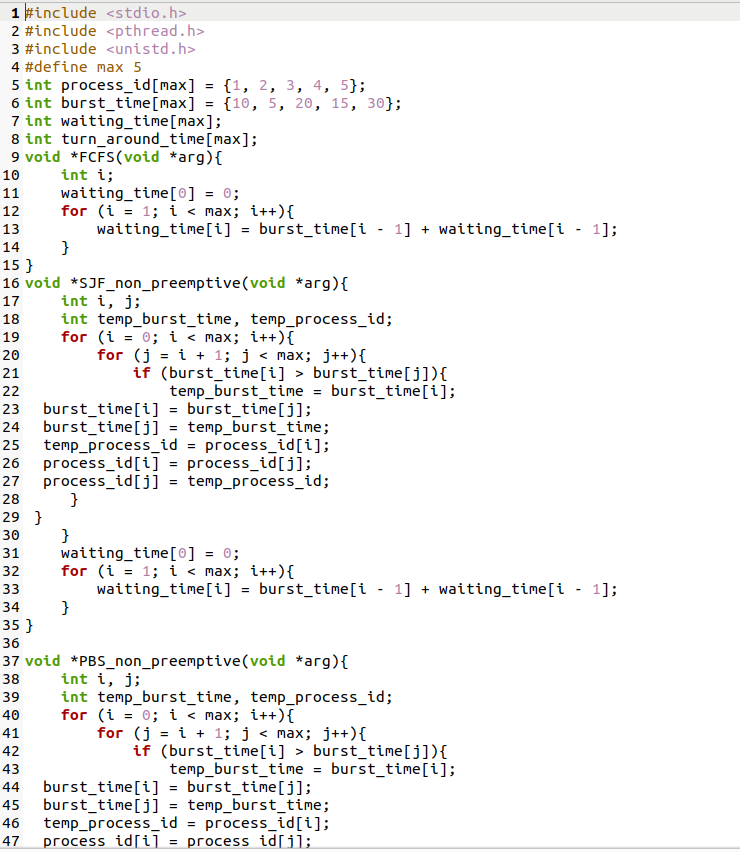 1 #include <stdio.h>
2 #include <pthread.h>
3 #include <unistd.h>
4 #define max 5
5 int process_id[max] = {1, 2, 3, 4, 5};
6 int burst_time[max] = {10, 5, 20, 15, 30};
7 int waiting_time[max];
8 int turn_around_time[max];
9 void *FCFS(void *arg){
10     int i;
11     waiting_time[0] = 0;
12     for (i = 1; i < max; i++){
13         waiting_time[i] = burst_time[i - 1] + waiting_time[i - 1];
14     }
15 }
16 void *SJF_non_preemptive(void *arg){
17     int i, j;
18     int temp_burst_time, temp_process_id;
19     for (i = 0; i < max; i++){
20         for (j = i + 1; j < max; j++){
21             if (burst_time[i] > burst_time[j]){
22                 temp_burst_time = burst_time[i];
23   burst_time[i] = burst_time[j];
24   burst_time[j] = temp_burst_time;
25   temp_process_id = process_id[i];
26   process_id[i] = process_id[j];
27   process_id[j] = temp_process_id;
28      }
29  }
30     }
31     waiting_time[0] = 0;
32     for (i = 1; i < max; i++){
33         waiting_time[i] = burst_time[i - 1] + waiting_time[i - 1];
34     }
35 }
36
37 void *PBS_non_preemptive(void *arg){
38     int i, j;
39     int temp_burst_time, temp_process_id;
40     for (i = 0; i < max; i++){
41         for (j = i + 1; j < max; j++){
42             if (burst_time[i] > burst_time[j]){
43                 temp_burst_time = burst_time[i];
44   burst_time[i] = burst_time[j];
45   burst_time[j] = temp_burst_time;
46   temp_process_id = process_id[i];
47   process_id[i] = process_id[j];